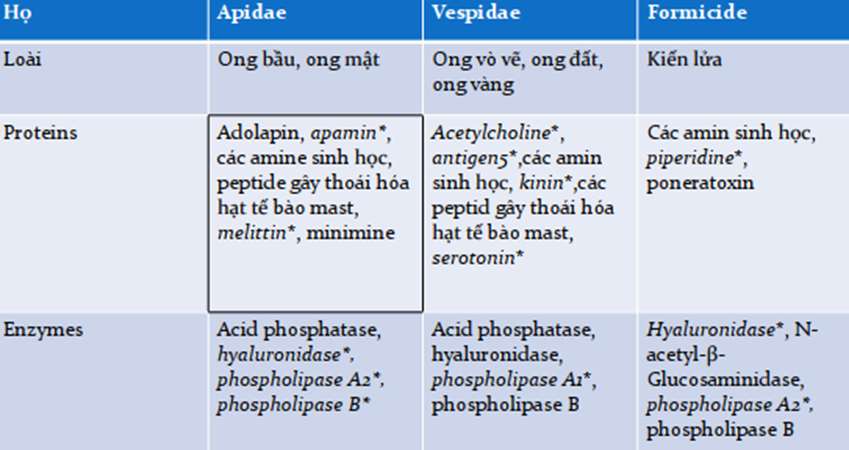 Họ
Apidae
Vespidae
Formicide
Loài
Ong bầu, ong mật
Ong vò vẽ, ong đất,
ong vàng
Kiến lửa
Proteins
Adolapin, apamin*,
các amine sinh học,
peptide gây thoái hóa
hạt tế bào mast,
melittin*, minimine
Acetylcholine*,
antigen5*,các amin
sinh học, kinin*,các
peptid gây thoái hóa
hạt tế bào mast,
serotonin*
Các amin sinh học,
piperidine*,
poneratoxin
Enzymes
Acid phosphatase,
hyaluronidase*,
phospholipase A2*,
phospholipase B*
Acid phosphatase,
hyaluronidase,
phospholipase A1*,
phospholipase B
Hyaluronidase*, N-
acetyl-β-
Glucosaminidase,
phospholipase A2*,
phospholipase B